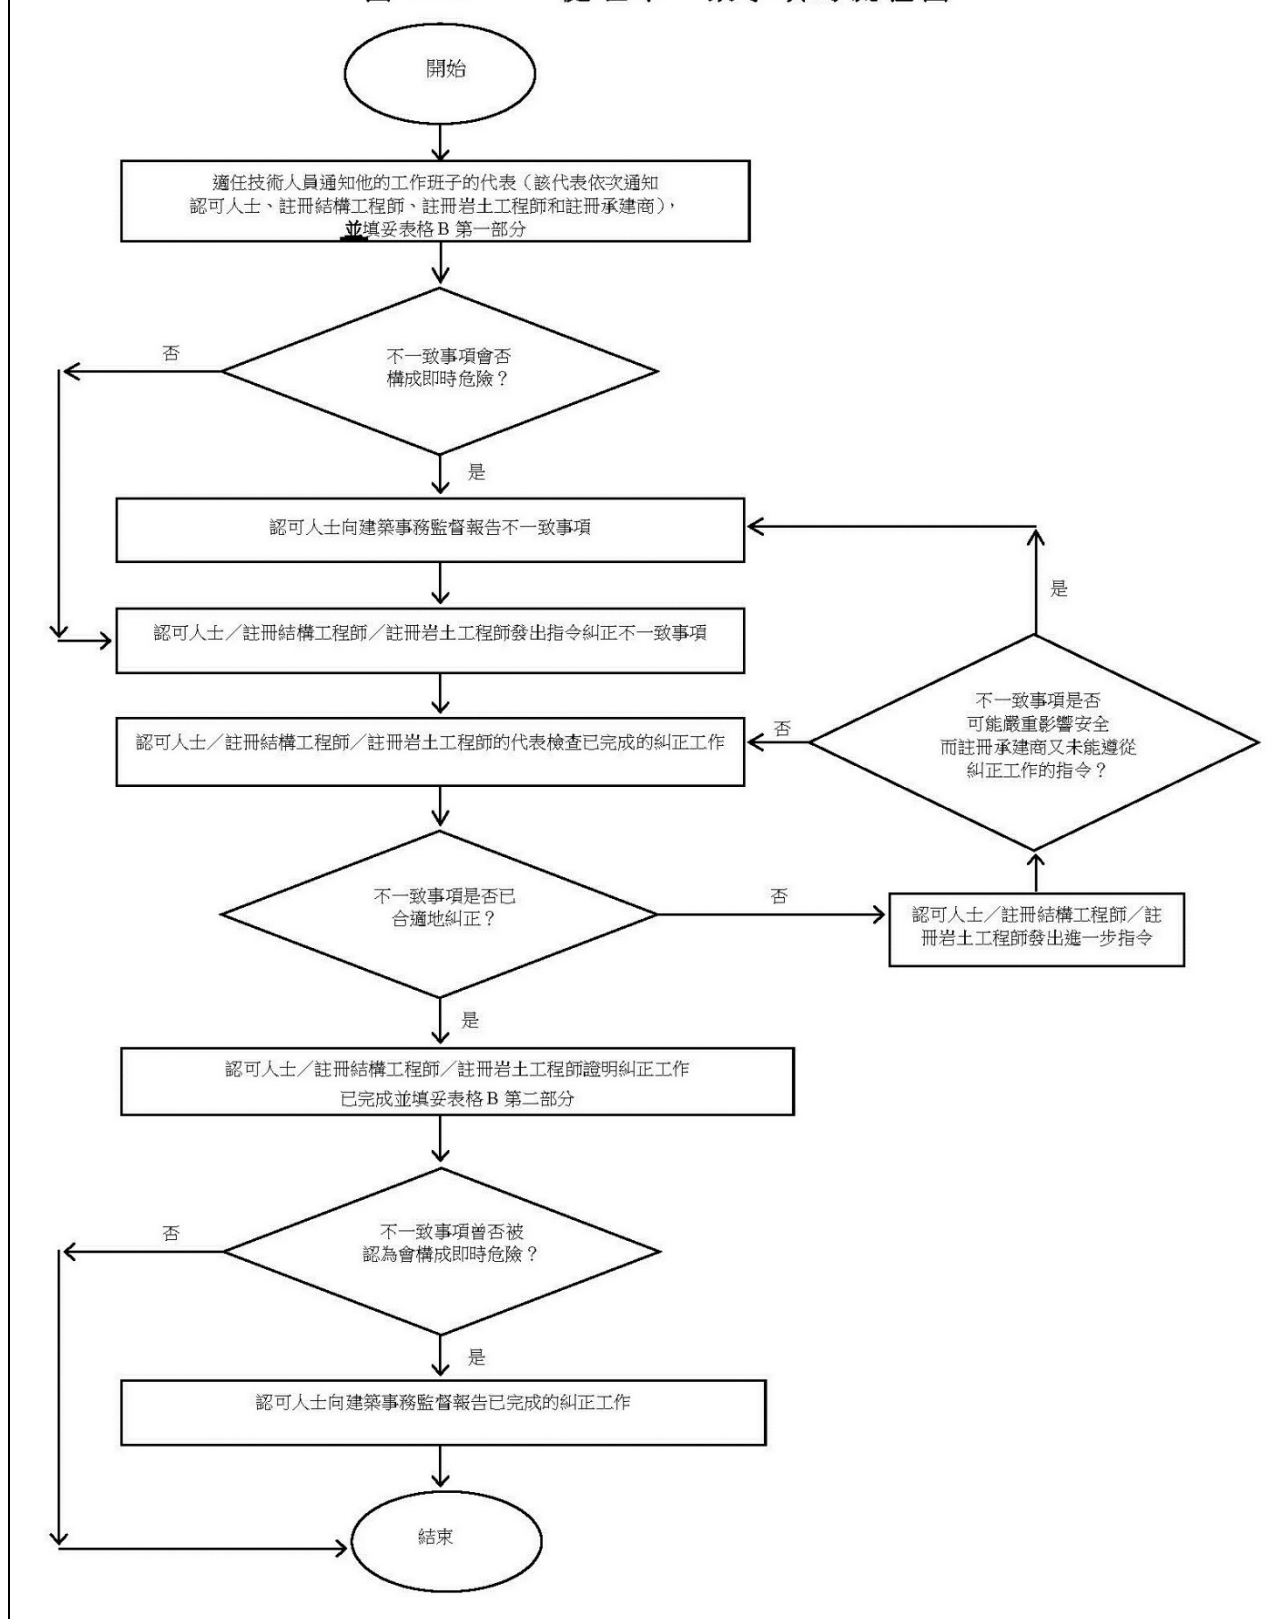 開始
適任技術人員通知他的工作班子的代表（該代表依次通知
認可人士、註冊結構工程師、註冊岩土工程師和註冊承建商），
並填妥表格 B 第一部分
不一致事項會否
構成即時危險？
否
是
認可人士向建築事務監督報告不一致事項
是
認可人士／註冊結構工程師／註冊岩土工程師發出指令糾正不一致事項
不一致事項是否
可能嚴重影響安全
而註冊承建商又未能遵從
糾正工作的指令？
否
認可人士／註冊結構工程師／註冊岩土工程師的代表檢查已完成的糾正工作
不一致事項是否已
合適地糾正？
否
認可人士／註冊結構工程師／註
冊岩土工程師發出進一步指令
是
認可人士／註冊結構工程師／註冊岩土工程師證明糾正工作
已完成並填妥表格 B 第二部分
不一致事項曾否被
認為會構成即時危險？
否
是
認可人士向建築事務監督報告已完成的糾正工作
結束